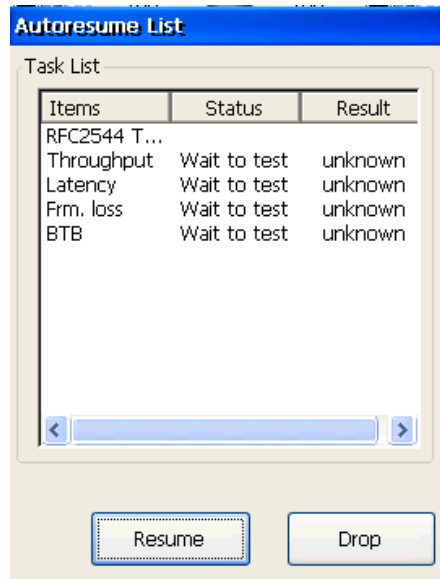 Autoresume List
Task List
Items Status Result
RFC2544 T...
Throughput Wait to test unknown
Latency Wait to test unknown
Frm. loss Wait to test unknown
BTB Wait to test unknown
Resume Drop